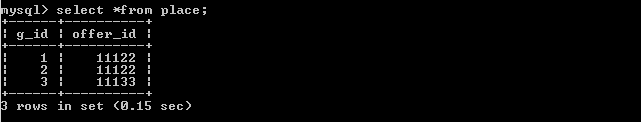 mysql> select *from place;
+------+----------+
| g_id | offer_id |
+------+----------+
|    1 |    11122 |
|    2 |    11122 |
|    3 |    11133 |
+------+----------+
3 rows in set (0.15 sec)